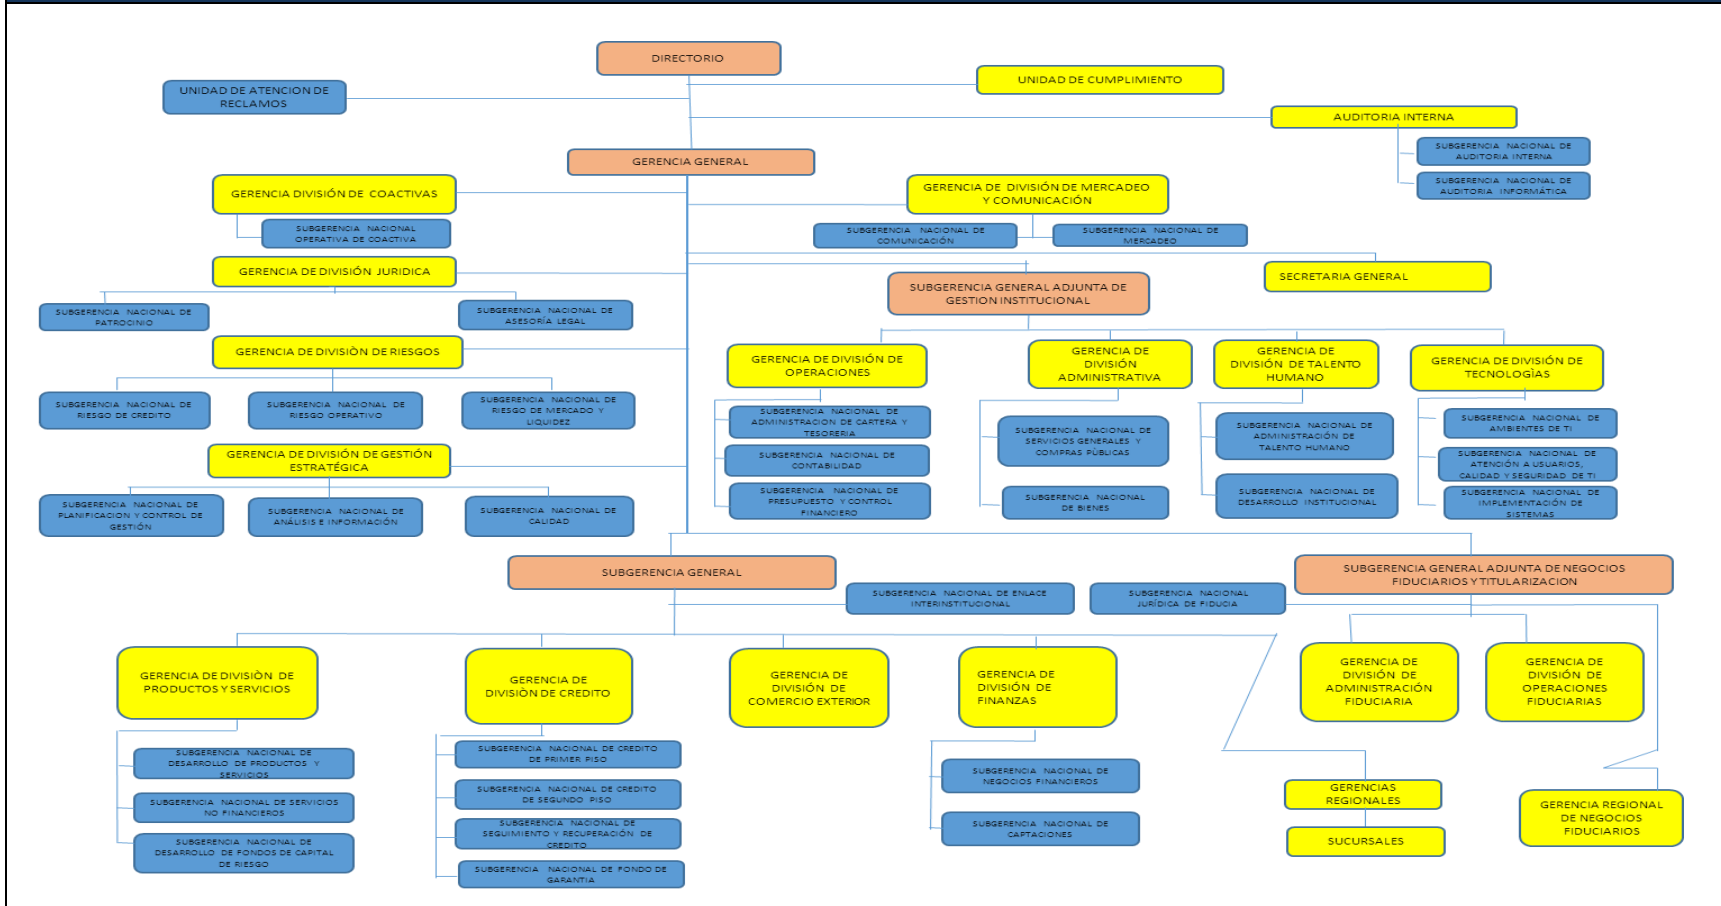 DIRECTORIO
UNIDAD DE CUMPLIMIENTO
UNIDAD DE ATENCION DE
RECLAMOS
AUDITORIA INTERNA
SUBGERENCIA NACIONAL DE
AUDITORIA INTERNA
SUBGERENCIA NACIONAL DE
AUDITORIA INFORMÁTICA
GERENCIA GENERAL
GERENCIA DIVISIÓN DE COACTIVAS
SUBGERENCIA NACIONAL
OPERATIVA DE COACTIVA
GERENCIA DE DIVISIÓN DE MERCADEO
Y COMUNICACIÓN
SUBGERENCIA NACIONAL DE
COMUNICACIÓN
SUBGERENCIA NACIONAL DE
MERCADEO
GERENCIA DE DIVISIÓN JURIDICA
SUBGERENCIA NACIONAL DE
PATROCINIO
SUBGERENCIA NACIONAL DE
ASESORÍA LEGAL
SECRETARIA GENERAL
SUBGERENCIA GENERAL ADJUNTA DE
GESTION INSTITUCIONAL
GERENCIA DE DIVISIÒN DE RIESGOS
SUBGERENCIA NACIONAL DE
RIESGO DE CREDITO
SUBGERENCIA NACIONAL DE
RIESGO OPERATIVO
SUBGERENCIA NACIONAL DE
RIESGO DE MERCADO Y
LIQUIDEZ
GERENCIA DE DIVISIÓN DE
OPERACIONES
SUBGERENCIA NACIONAL DE
ADMINISTRACION DE CARTERA Y
TESORERIA
SUBGERENCIA NACIONAL DE
CONTABILIDAD
SUBGERENCIA NACIONAL DE
PRESUPUESTO Y CONTROL
FINANCIERO
GERENCIA DE
DIVISIÓN
ADMINISTRATIVA
SUBGERENCIA NACIONAL DE
SERVICIOS GENERALES Y
COMPRAS PÚBLICAS
SUBGERENCIA NACIONAL
DE BIENES
GERENCIA DE
DIVISIÓN DE TALENTO
HUMANO
SUBGERENCIA NACIONAL DE
ADMINISTRACIÓN DE
TALENTO HUMANO
SUBGERENCIA NACIONAL DE
DESARROLLO INSTITUCIONAL
GERENCIA DE DIVISIÓN DE
TECNOLOGÌAS
SUBGERENCIA NACIONAL DE
AMBIENTES DE TI
SUBGERENCIA NACIONAL DE
ATENCIÓN A USUARIOS,
CALIDAD Y SEGURIDAD DE TI
SUBGERENCIA NACIONAL DE
IMPLEMENTACIÓN DE
SISTEMAS
GERENCIA DE DIVISIÓN DE GESTIÓN
ESTRATÉGICA
SUBGERENCIA NACIONAL DE
PLANIFICACION Y CONTROL DE
GESTIÓN
SUBGERENCIA NACIONAL DE
ANÁLISIS E INFORMACIÓN
SUBGERENCIA NACIONAL DE
CALIDAD
SUBGERENCIA GENERAL
SUBGERENCIA NACIONAL DE ENLACE
INTERINSTITUCIONAL
SUBGERENCIA NACIONAL
JURÍDICA DE FIDUCIA
SUBGERENCIA GENERAL ADJUNTA DE NEGOCIOS
FIDUCIARIOS Y TITULARIZACION
GERENCIA DE DIVISIÒN DE
PRODUCTOS Y SERVICIOS
SUBGERENCIA NACIONAL DE
DESARROLLO DE PRODUCTOS Y
SERVICIOS
SUBGERENCIA NACIONAL DE SERVICIOS
NO FINANCIEROS
SUBGERENCIA NACIONAL DE
DESARROLLO DE FONDOS DE CAPITAL
DE RIESGO
GERENCIA DE
DIVISIÒN DE CREDITO
SUBGERENCIA NACIONAL DE CREDITO
DE PRIMER PISO
SUBGERENCIA NACIONAL DE CREDITO
DE SEGUNDO PISO
SUBGERENCIA NACIONAL DE
SEGUIMIENTO Y RECUPERACIÓN DE
CREDITO
SUBGERENCIA NACIONAL DE FONDO DE
GARANTIA
GERENCIA DE
DIVISIÓN DE
COMERCIO EXTERIOR
GERENCIA DE
DIVISIÓN DE
FINANZAS
SUBGERENCIA NACIONAL DE
NEGOCIOS FINANCIEROS
SUBGERENCIA NACIONAL DE
CAPTACIONES
GERENCIA DE
DIVISIÓN DE
ADMINISTRACIÓN
FIDUCIARIA
GERENCIA DE
DIVISIÓN DE
OPERACIONES
FIDUCIARIAS
GERENCIAS
REGIONALES
SUCURSALES
GERENCIA REGIONAL
DE NEGOCIOS
FIDUCIARIOS